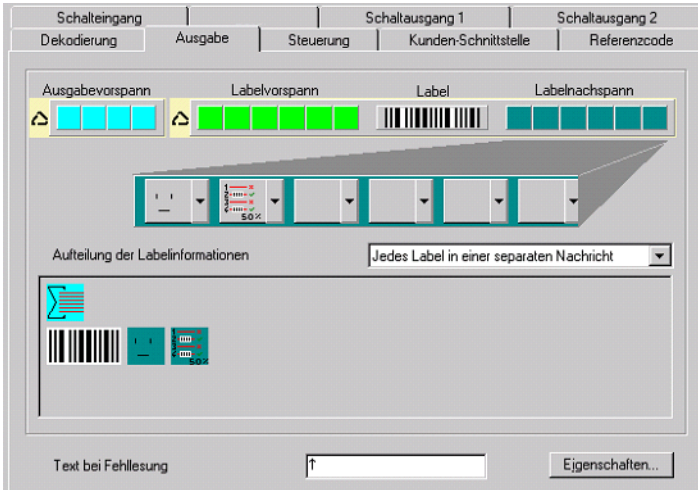 Schalteingang Schaltausgang 1 Schaltausgang 2
Dekodierung Ausgabe Steuerung Kunden-Schnittstelle Referenzcode
Ausgabevorspann Labelvorspann Label Labelnachspann
50%
Aufteilung der Labelinformationen Jedes Label in einer separaten Nachricht
50%
Text bei Fehllesung ↑ Eigenschaften...